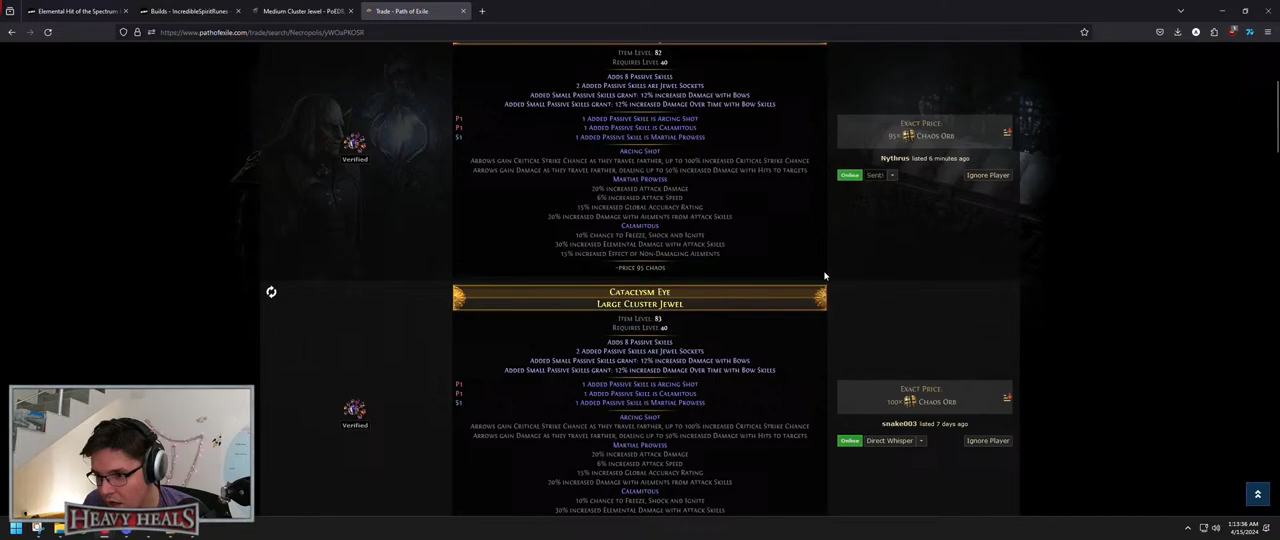 Elemental Hit of the Spectrum
Builds - IncredibleSpiritRunes
Medium Cluster Jewel - PoEDB
Trade - Path of Exile
https://www.pathofexile.com/trade/search/Necropolis/yWOaPKOSR
Item Level: 82
Requires Level 40
Adds 8 Passive Skills
2 Added Passive Skills are Jewel Sockets
Added Small Passive Skills grant: 12% increased Damage with Bows
Added Small Passive Skills grant: 12% increased Damage Over Time with Bow Skills
P1 1 Added Passive Skill is Arcing Shot
P1 1 Added Passive Skill is Calamitous
S1 1 Added Passive Skill is Martial Prowess
Arcing Shot
Arrows gain Critical Strike Chance as they travel farther, up to 100% increased Critical Strike Chance
Arrows gain Damage as they travel farther, dealing up to 50% increased Damage with Hits to targets
Martial Prowess
20% increased Attack Damage
6% increased Attack Speed
15% increased Global Accuracy Rating
20% increased Damage with Ailments from Attack Skills
Calamitous
10% chance to Freeze, Shock and Ignite
30% increased Elemental Damage with Attack Skills
15% increased Effect of Non-Damaging Ailments
~price 95 chaos
Verified
Exact Price:
95× Chaos Orb
Nythrus listed 6 minutes ago
Online Sent! Ignore Player
Cataclysm Eye
Large Cluster Jewel
Item Level: 83
Requires Level 40
Adds 8 Passive Skills
2 Added Passive Skills are Jewel Sockets
Added Small Passive Skills grant: 12% increased Damage with Bows
Added Small Passive Skills grant: 12% increased Damage Over Time with Bow Skills
P1 1 Added Passive Skill is Arcing Shot
P1 1 Added Passive Skill is Calamitous
S1 1 Added Passive Skill is Martial Prowess
Arcing Shot
Arrows gain Critical Strike Chance as they travel farther, up to 100% increased Critical Strike Chance
Arrows gain Damage as they travel farther, dealing up to 50% increased Damage with Hits to targets
Martial Prowess
20% increased Attack Damage
6% increased Attack Speed
15% increased Global Accuracy Rating
20% increased Damage with Ailments from Attack Skills
Calamitous
10% chance to Freeze, Shock and Ignite
30% increased Elemental Damage with Attack Skills
Verified
Exact Price:
100× Chaos Orb
snake003 listed 7 days ago
Online Direct Whisper Ignore Player
HEAVY HEALS
1:13:36 AM
4/15/2024